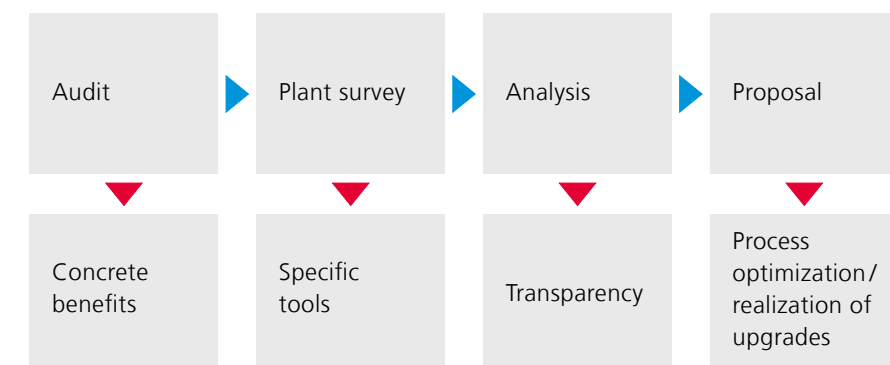 Audit
Plant survey
Analysis
Proposal
Concrete
benefits
Specific
tools
Transparency
Process
optimization /
realization of
upgrades